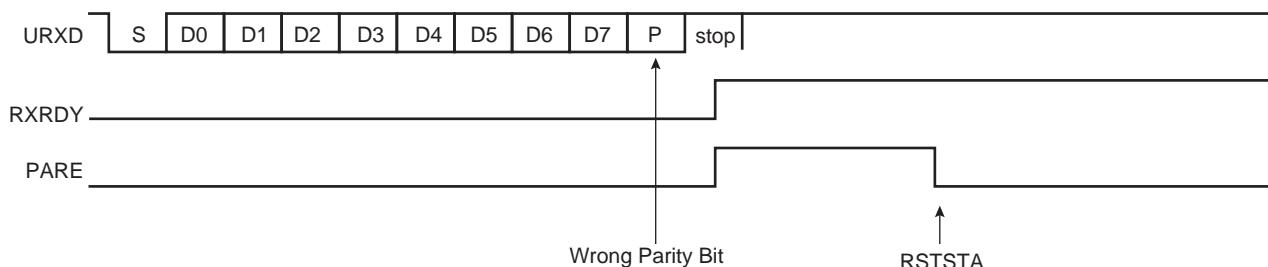 URXD S D0 D1 D2 D3 D4 D5 D6 D7 P stop
RXRDY
PARE
Wrong Parity Bit RSTSTA